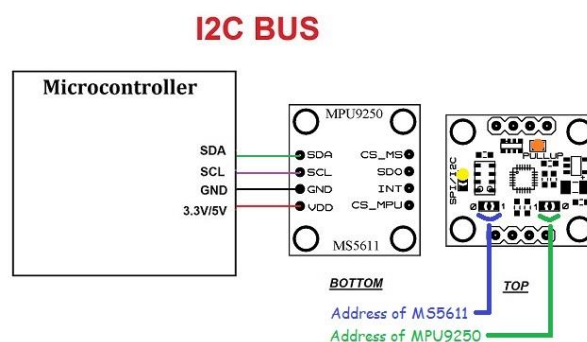 I2C BUS
Microcontroller
SDA
SCL
GND
3.3V/5V
MPU9250
SDA CS_MS
SCL SDO
GND INT
VDD CS_MPU
MS5611
PULLUP
SPI/I2C
0 1 1 0
BOTTOM
TOP
Address of MS5611
Address of MPU9250